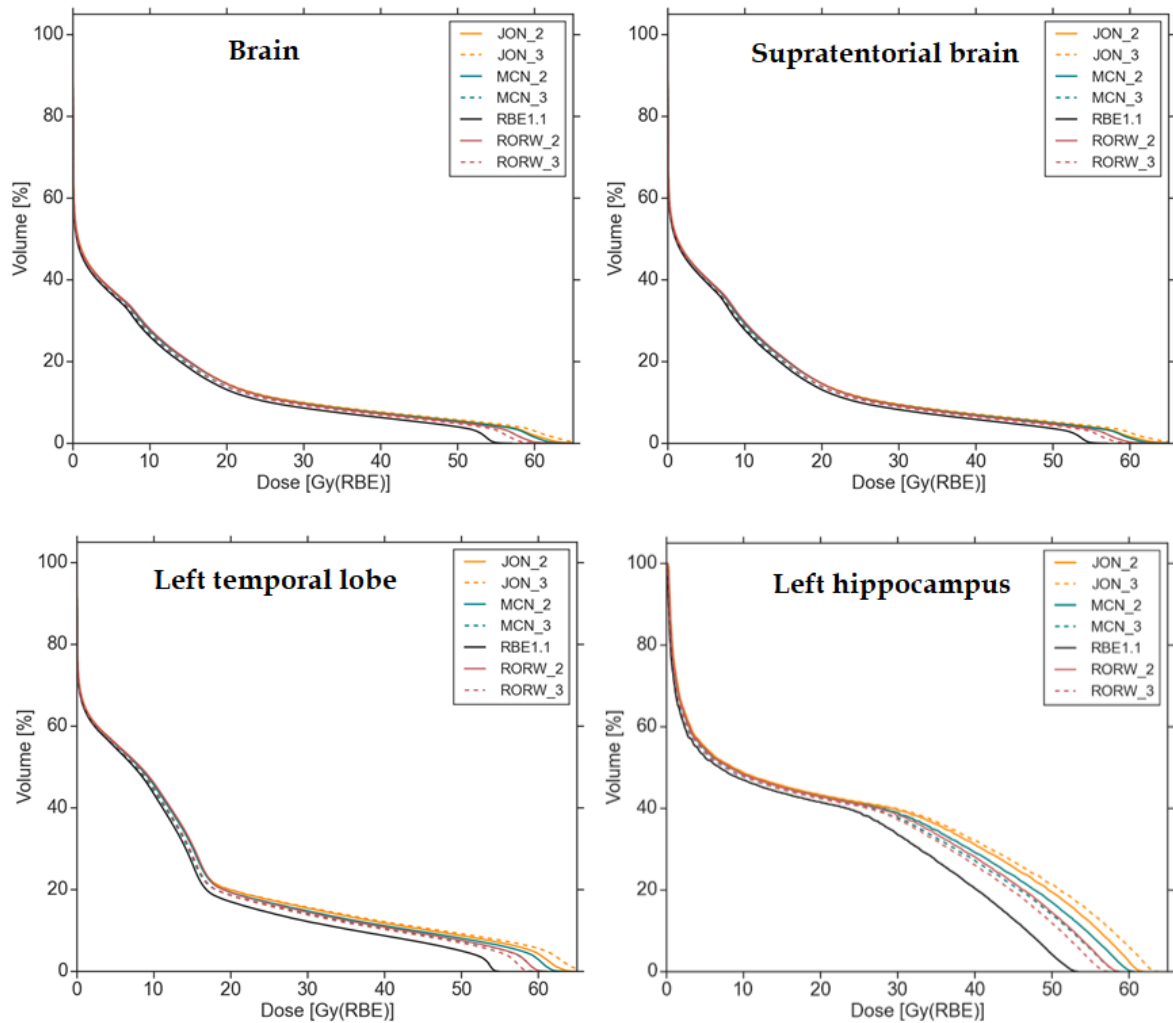 Brain
JON_2
JON_3
MCN_2
MCN_3
RBE1.1
RORW_2
RORW_3
100
80
60
40
20
0
Volume [%]
0 10 20 30 40 50 60
Dose [Gy(RBE)]
Supratentorial brain
JON_2
JON_3
MCN_2
MCN_3
RBE1.1
RORW_2
RORW_3
100
80
60
40
20
0
Volume [%]
0 10 20 30 40 50 60
Dose [Gy(RBE)]
Left temporal lobe
JON_2
JON_3
MCN_2
MCN_3
RBE1.1
RORW_2
RORW_3
100
80
60
40
20
0
Volume [%]
0 10 20 30 40 50 60
Dose [Gy(RBE)]
Left hippocampus
JON_2
JON_3
MCN_2
MCN_3
RBE1.1
RORW_2
RORW_3
100
80
60
40
20
0
Volume [%]
0 10 20 30 40 50 60
Dose [Gy(RBE)]